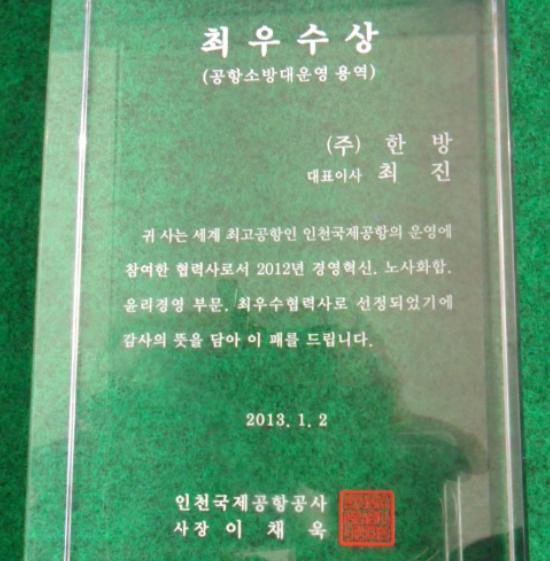 최우수상
(공항소방대운영 용역)
(주) 한 방
대표이사 최 진
귀 사는 세계 최고공항인 인천국제공항의 운영에
참여한 협력사로서 2012년 경영혁신, 노사화합,
윤리경영 부문, 최우수협력사로 선정되었기에
감사의 뜻을 담아 이 패를 드립니다.
2013. 1. 2
인천국제공항공사
사장 이 채 욱